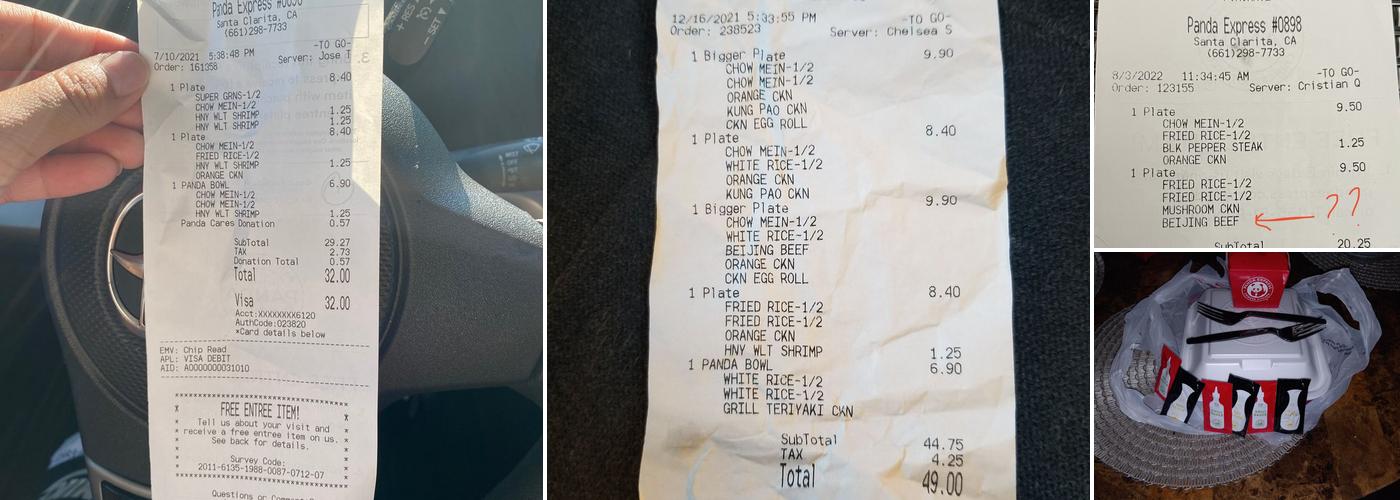 Panda Express #0898
Santa Clarita, CA
(661)298-7733
-TO GO-
7/10/2021 5:38:48 PM
Order: 161358 Server: Jose T
8.40
1 Plate
SUPER GRNS-1/2
CHOW MEIN-1/2
HNY WLT SHRIMP 1.25
HNY WLT SHRIMP 1.25
1 Plate 8.40
CHOW MEIN-1/2
FRIED RICE-1/2
HNY WLT SHRIMP 1.25
ORANGE CKN
1 PANDA BOWL 6.90
CHOW MEIN-1/2
CHOW MEIN-1/2
HNY WLT SHRIMP 1.25
Panda Cares Donation 0.57
SubTotal 29.27
TAX 2.73
Donation Total 0.57
Total 32.00
Visa 32.00
Acct:XXXXXXXX6120
AuthCode:023820
*Card details below
EMV: Chip Read
APL: VISA DEBIT
AID: A0000000031010
FREE ENTREE ITEM!
Tell us about your visit and
receive a free entree item on us.
See back for details.
Survey Code:
2011-6135-1988-0087-0712-07
Questions or
12/16/2021 5:33:55 PM -TO GO-
Order: 238523 Server: Chelsea S
1 Bigger Plate 9.90
CHOW MEIN-1/2
CHOW MEIN-1/2
ORANGE CKN
KUNG PAO CKN
CKN EGG ROLL
1 Plate 8.40
CHOW MEIN-1/2
WHITE RICE-1/2
ORANGE CKN
KUNG PAO CKN
1 Bigger Plate 9.90
CHOW MEIN-1/2
WHITE RICE-1/2
BEIJING BEEF
ORANGE CKN
CKN EGG ROLL
1 Plate 8.40
FRIED RICE-1/2
FRIED RICE-1/2
ORANGE CKN
HNY WLT SHRIMP 1.25
1 PANDA BOWL 6.90
WHITE RICE-1/2
WHITE RICE-1/2
GRILL TERIYAKI CKN
SubTotal 44.75
TAX 4.25
Total 49.00
Panda Express #0898
Santa Clarita, CA
(661)298-7733
8/3/2022 11:34:45 AM -TO GO-
Order: 123155 Server: Cristian Q
1 Plate 9.50
CHOW MEIN-1/2
FRIED RICE-1/2
BLK PEPPER STEAK 1.25
ORANGE CKN
1 Plate 9.50
FRIED RICE-1/2
FRIED RICE-1/2
MUSHROOM CKN
BEIJING BEEF ??
SubTotal 20.25